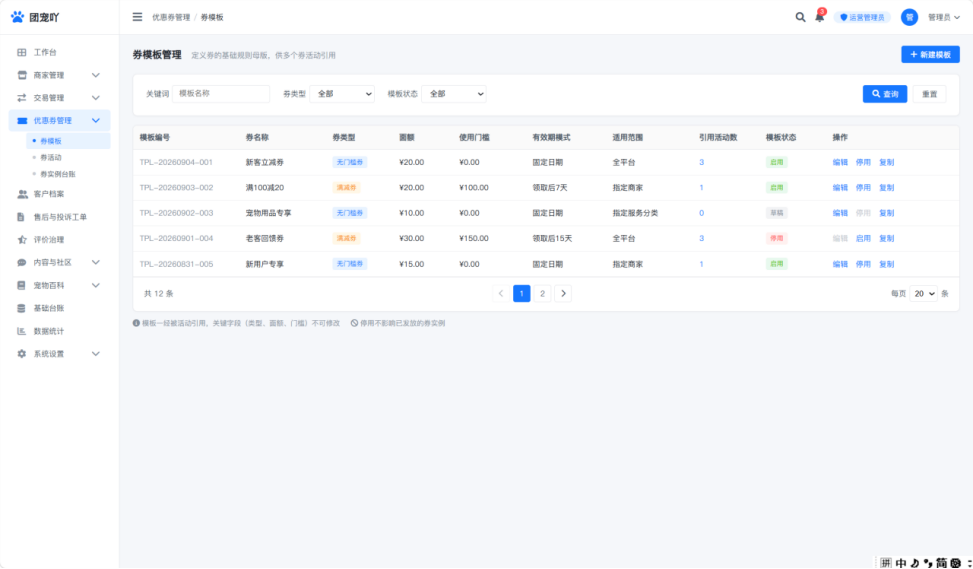 团宠吖
优惠券管理 / 券模板
3
运营管理员
管
管理员
工作台
商家管理
交易管理
优惠券管理
券模板
券活动
券实例台账
客户档案
售后与投诉工单
评价治理
内容与社区
宠物百科
基础台账
数据统计
系统设置
券模板管理 定义券的基础规则母版，供多个券活动引用
+ 新建模板
关键词 模板名称 券类型 全部 模板状态 全部 查询 重置
模板编号 券名称 券类型 面额 使用门槛 有效期模式 适用范围 引用活动数 模板状态 操作
TPL-20260904-001 新客立减券 无门槛券 ¥20.00 ¥0.00 固定日期 全平台 3 启用 编辑 停用 复制
TPL-20260903-002 满100减20 满减券 ¥20.00 ¥100.00 领取后7天 指定商家 1 启用 编辑 停用 复制
TPL-20260902-003 宠物用品专享 无门槛券 ¥10.00 ¥0.00 固定日期 指定服务分类 0 草稿 编辑 停用 复制
TPL-20260901-004 老客回馈券 满减券 ¥30.00 ¥150.00 领取后15天 全平台 3 停用 编辑 启用 复制
TPL-20260831-005 新用户专享 无门槛券 ¥15.00 ¥0.00 固定日期 指定商家 1 启用 编辑 停用 复制
共 12 条 1 2 每页 20 条
模板一经被活动引用，关键字段（类型、面额、门槛）不可修改 停用不影响已发放的券实例
拼 中 简